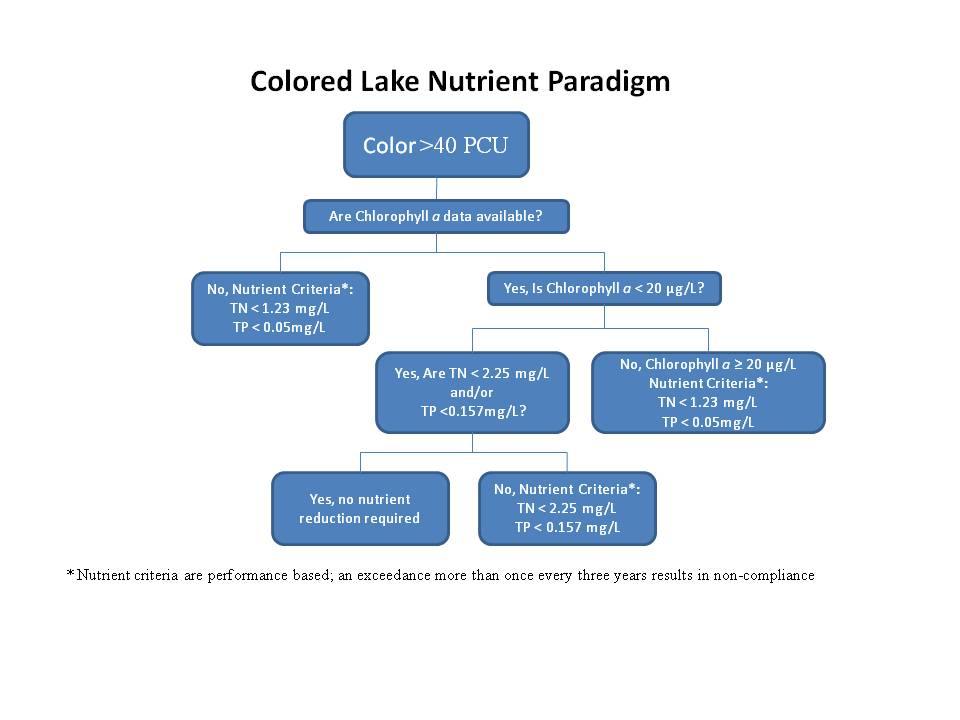 Colored Lake Nutrient Paradigm
Color >40 PCU
Are Chlorophyll a data available?
No, Nutrient Criteria*:
TN < 1.23 mg/L
TP < 0.05mg/L
Yes, Is Chlorophyll a < 20 µg/L?
Yes, Are TN < 2.25 mg/L
and/or
TP <0.157mg/L?
No, Chlorophyll a ≥ 20 µg/L
Nutrient Criteria*:
TN < 1.23 mg/L
TP < 0.05mg/L
Yes, no nutrient
reduction required
No, Nutrient Criteria*:
TN < 2.25 mg/L
TP < 0.157 mg/L
* Nutrient criteria are performance based; an exceedance more than once every three years results in non-compliance